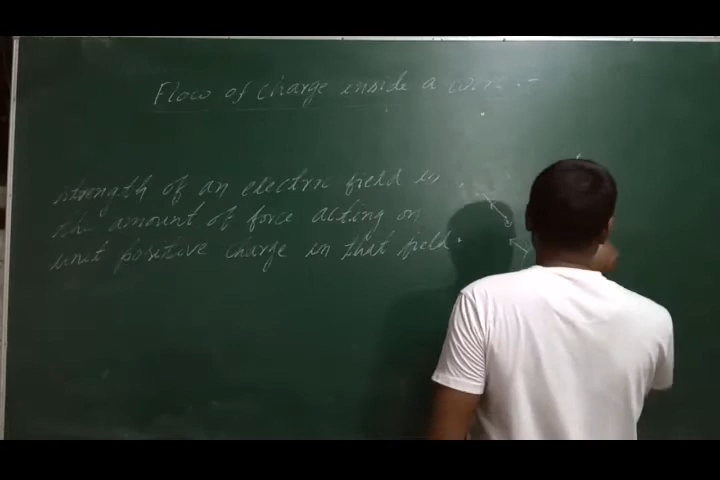 Flow of charge inside a wire :-
strength of an electric field is
the amount of force acting on
unit positive charge in that field.